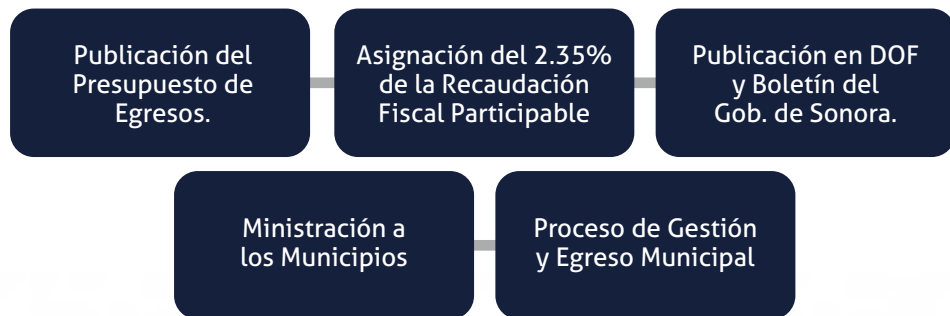 Publicación del
Presupuesto de
Egresos.
Asignación del 2.35%
de la Recaudación
Fiscal Participable
Publicación en DOF
y Boletín del
Gob. de Sonora.
Ministración a
los Municipios
Proceso de Gestión
y Egreso Municipal